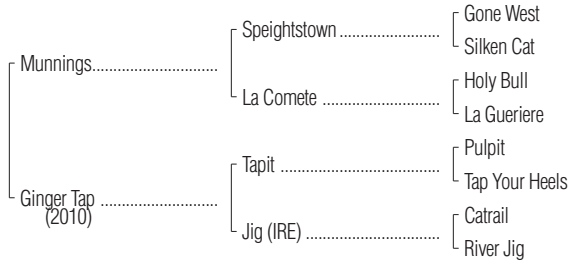 Gone West
Speightstown
Silken Cat
Munnings
Holy Bull
La Comete
La Gueriere
Pulpit
Tapit
Tap Your Heels
Ginger Tap
(2010)
Catrail
Jig (IRE)
River Jig